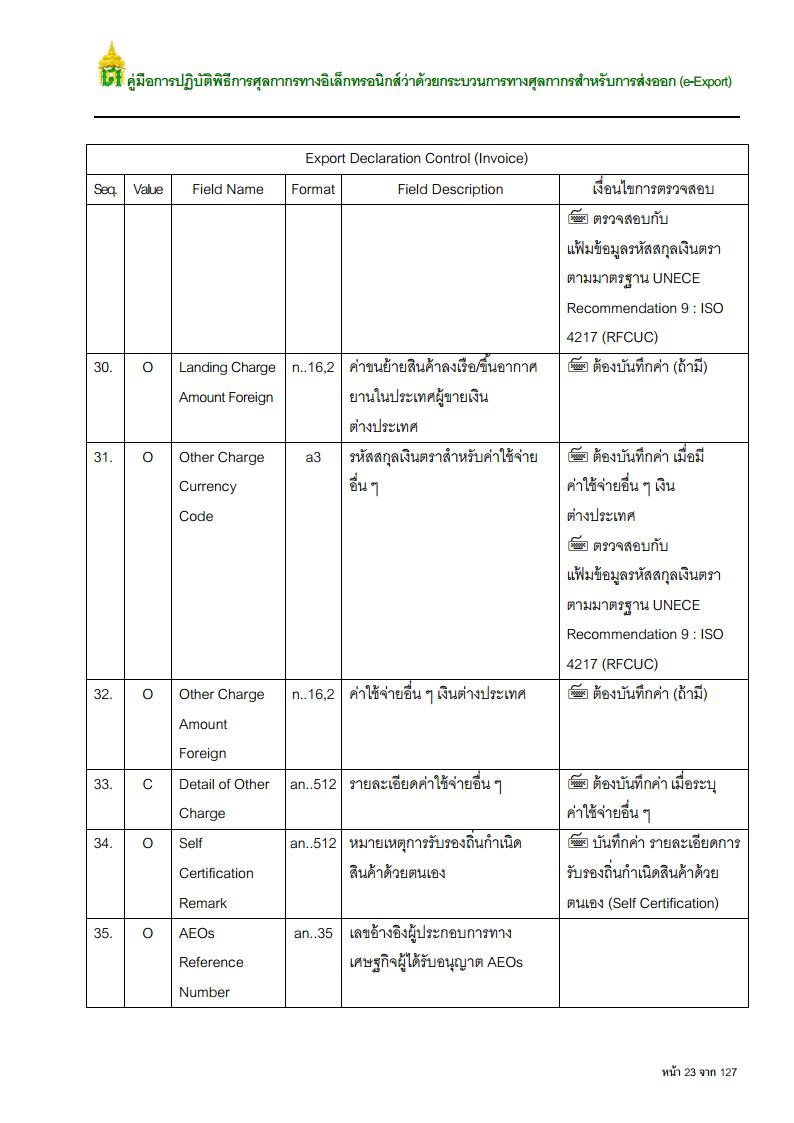 คู่มือการปฏิบัติพิธีการศุลกากรทางอิเล็กทรอนิกส์ว่าด้วยกระบวนการทางศุลกากรสำหรับการส่งออก (e-Export)
Export Declaration Control (Invoice)
Seq. Value Field Name Format Field Description เงื่อนไขการตรวจสอบ
ตรวจสอบกับ
แฟ้มข้อมูลรหัสสกุลเงินตรา
ตามมาตรฐาน UNECE
Recommendation 9 : ISO
4217 (RFCUC)
30. O Landing Charge n..16,2 ค่าขนย้ายสินค้าลงเรือ/ขึ้นอากาศ ต้องบันทึกค่า (ถ้ามี)
Amount Foreign ยานในประเทศผู้ขายเงิน
ต่างประเทศ
31. O Other Charge a3 รหัสสกุลเงินตราสำหรับค่าใช้จ่าย ต้องบันทึกค่า เมื่อมี
Currency อื่น ๆ ค่าใช้จ่ายอื่น ๆ เงิน
Code ต่างประเทศ
ตรวจสอบกับ
แฟ้มข้อมูลรหัสสกุลเงินตรา
ตามมาตรฐาน UNECE
Recommendation 9 : ISO
4217 (RFCUC)
32. O Other Charge n..16,2 ค่าใช้จ่ายอื่น ๆ เงินต่างประเทศ ต้องบันทึกค่า (ถ้ามี)
Amount
Foreign
33. C Detail of Other an..512 รายละเอียดค่าใช้จ่ายอื่น ๆ ต้องบันทึกค่า เมื่อระบุ
Charge ค่าใช้จ่ายอื่น ๆ
34. O Self an..512 หมายเหตุการรับรองถิ่นกำเนิด บันทึกค่า รายละเอียดการ
Certification สินค้าด้วยตนเอง รับรองถิ่นกำเนิดสินค้าด้วย
Remark ตนเอง (Self Certification)
35. O AEOs an..35 เลขอ้างอิงผู้ประกอบการทาง
Reference เศรษฐกิจผู้ได้รับอนุญาต AEOs
Number
หน้า 23 จาก 127